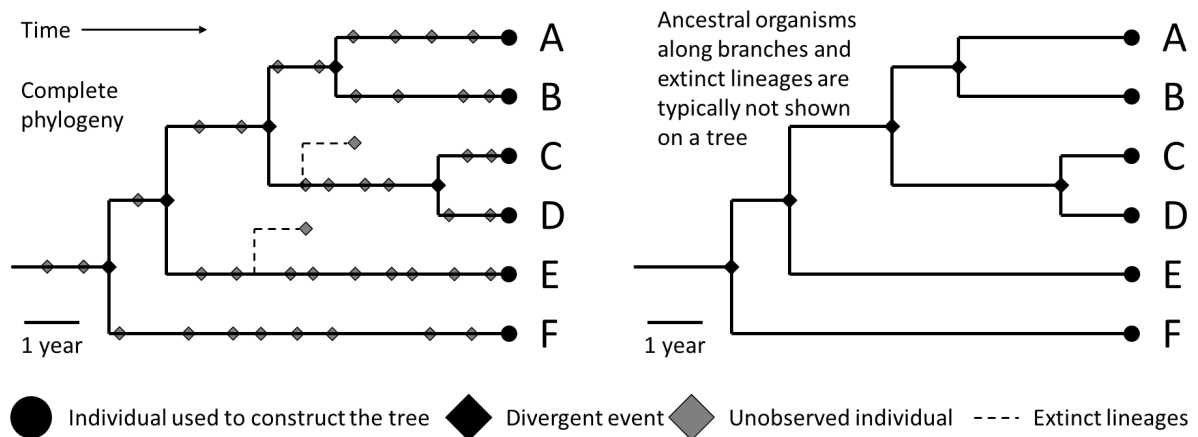 Time
Complete
phylogeny
A
B
C
D
E
F
1 year
Ancestral organisms
along branches and
extinct lineages are
typically not shown
on a tree
A
B
C
D
E
F
1 year
Individual used to construct the tree
Divergent event
Unobserved individual
Extinct lineages